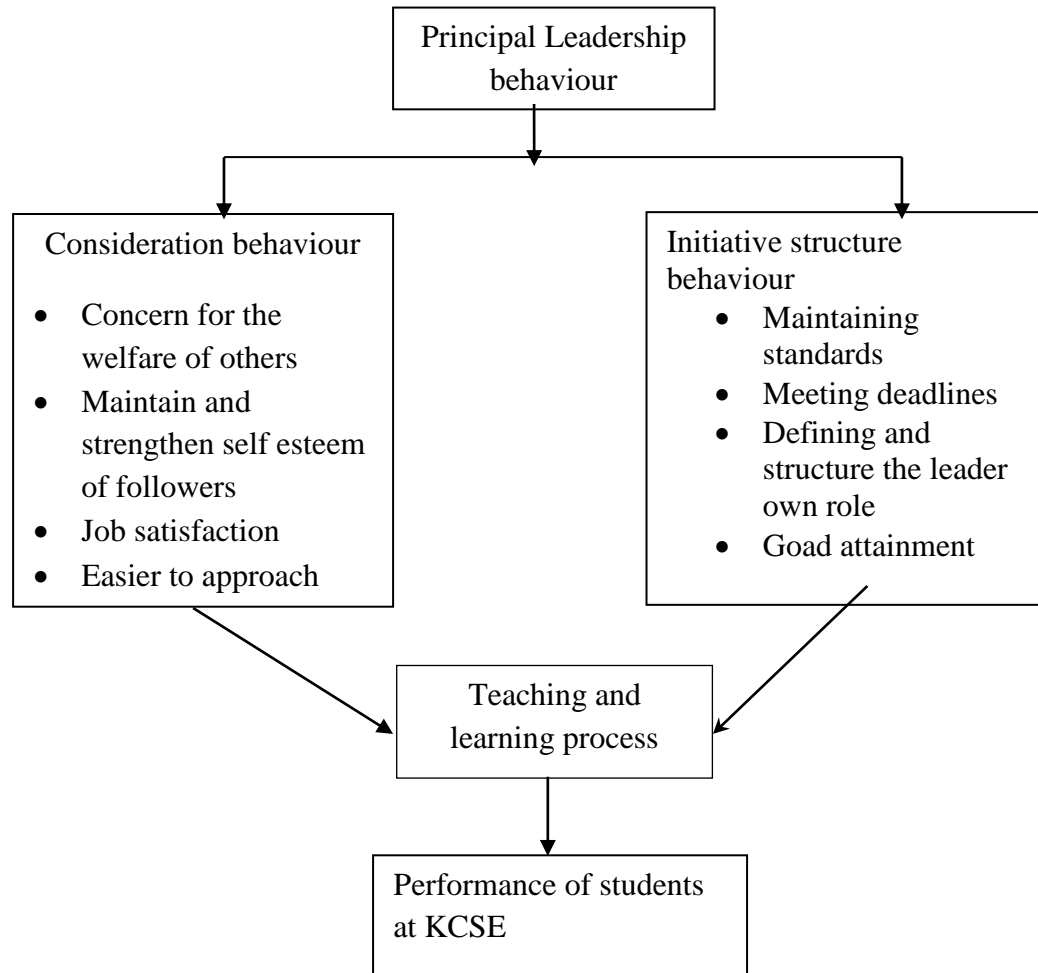 Principal Leadership
behaviour
Consideration behaviour
• Concern for the
welfare of others
• Maintain and
strengthen self esteem
of followers
• Job satisfaction
• Easier to approach
Initiative structure
behaviour
• Maintaining
standards
• Meeting deadlines
• Defining and
structure the leader
own role
• Goad attainment
Teaching and
learning process
Performance of students
at KCSE